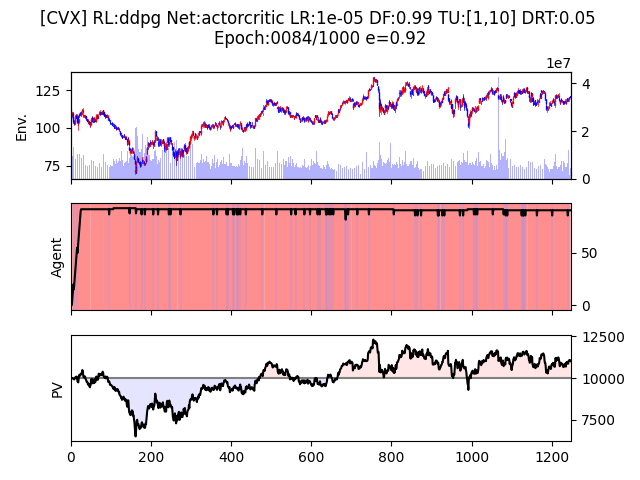 [CVX] RL:ddpg Net:actorcritic LR:1e-05 DF:0.99 TU:[1,10] DRT:0.05
Epoch:0084/1000 e=0.92
1e7
125
100
75
Env.
4
2
0
Agent
50
0
PV
12500
10000
7500
0 200 400 600 800 1000 1200